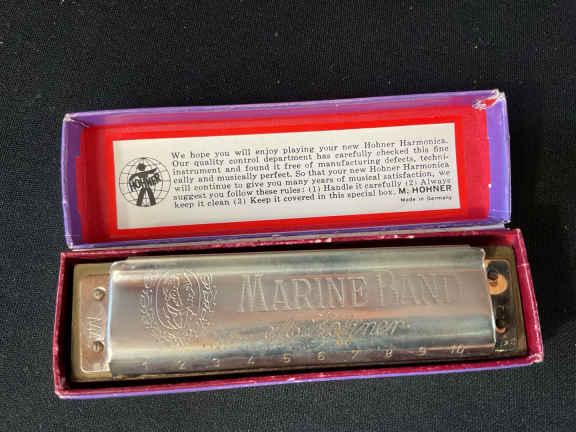 We hope you will enjoy playing your new Hohner Harmonica.
Our quality control department has carefully checked this fine
instrument and found it free of manufacturing defects, techni-
cally and musically perfect. So that your new Hohner Harmonica
will continue to give you many years of musical satisfaction, we
suggest you follow these rules: (1) Handle it carefully (2) Always
keep it clean (3) Keep it covered in this special box. M. HOHNER
Made in Germany
HOHNER
MARINE BAND
M. Hohner
1 2 3 4 5 6 7 8 9 10